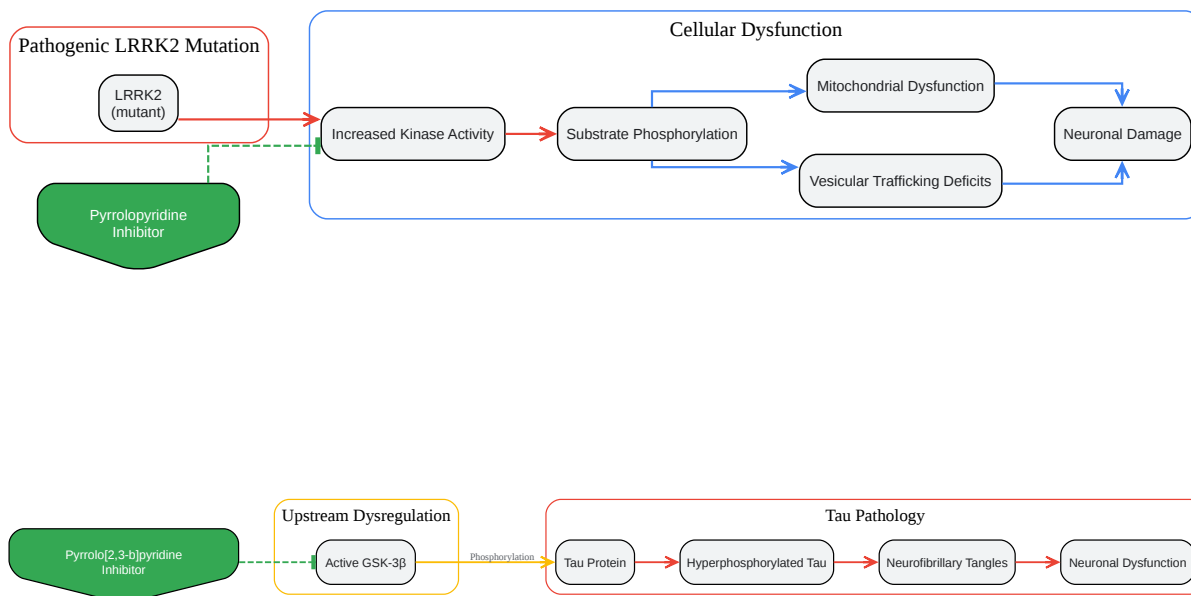 Pathogenic LRRK2 Mutation
LRRK2
(mutant)
Pyrrolopyridine
Inhibitor
Cellular Dysfunction
Increased Kinase Activity
Substrate Phosphorylation
Mitochondrial Dysfunction
Vesicular Trafficking Deficits
Neuronal Damage
Pyrrolo[2,3-b]pyridine
Inhibitor
Upstream Dysregulation
Active GSK-3β
Phosphorylation
Tau Pathology
Tau Protein
Hyperphosphorylated Tau
Neurofibrillary Tangles
Neuronal Dysfunction